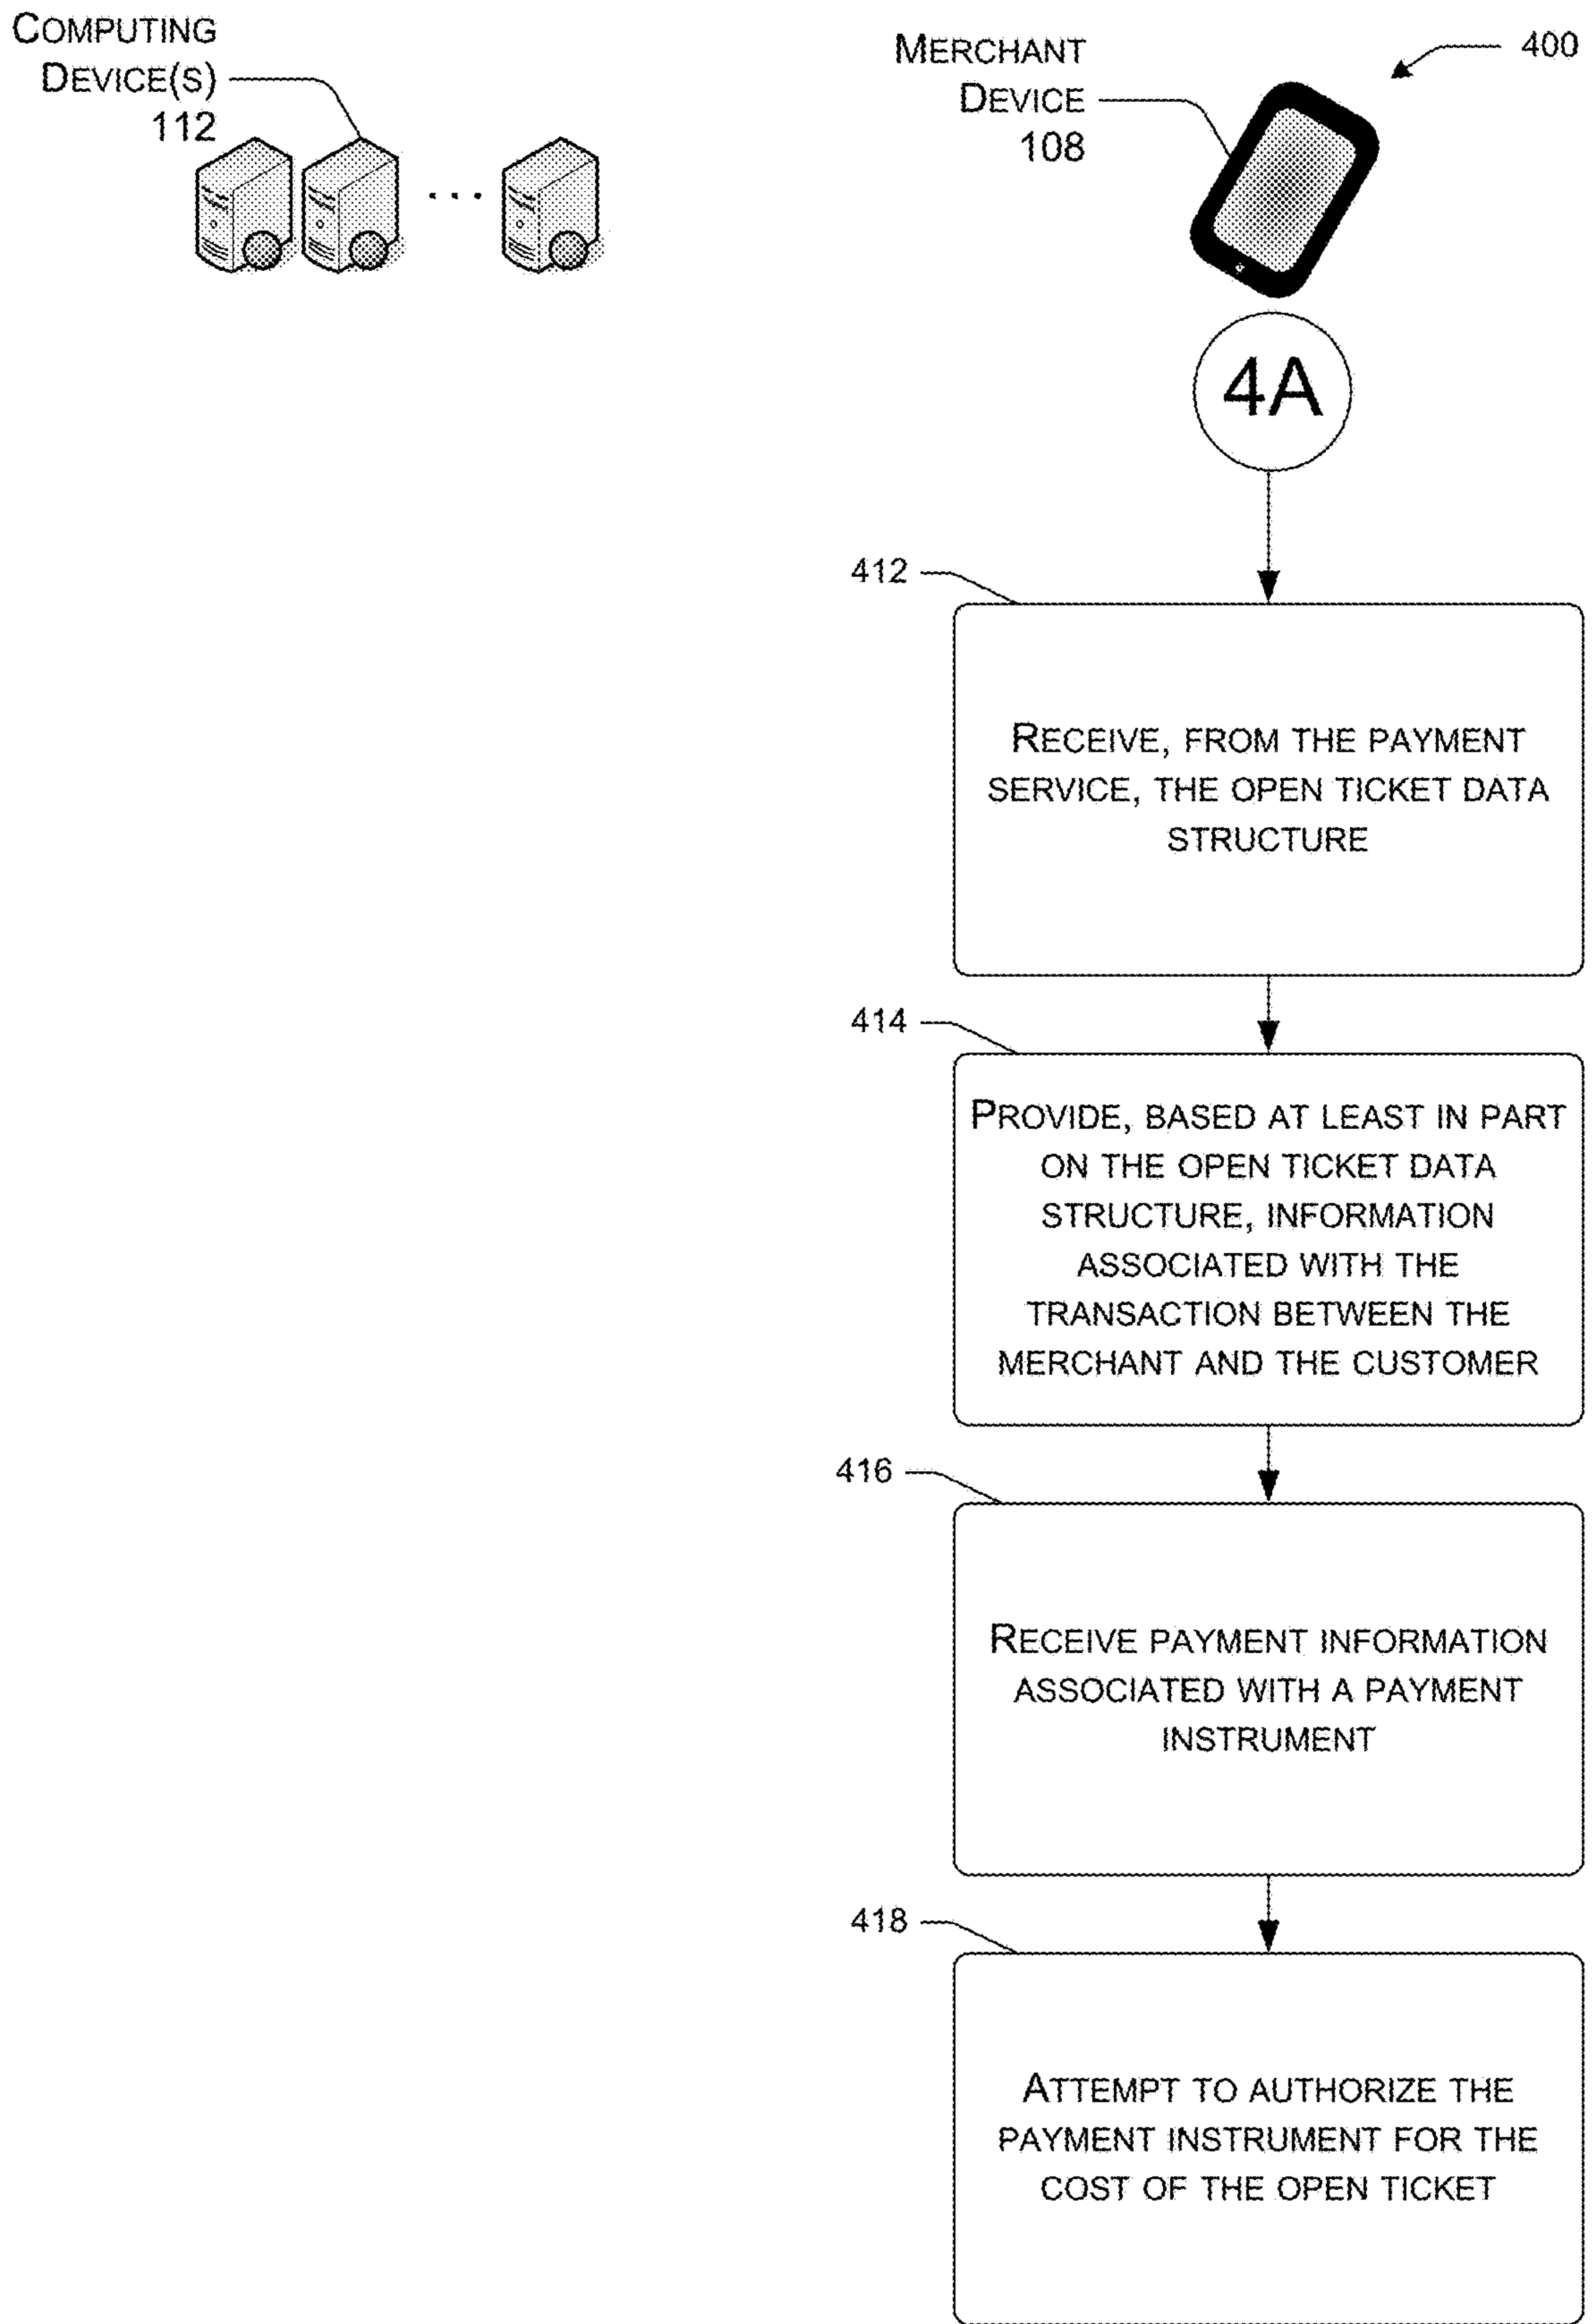 COMPUTING
DEVICE(S)
112
MERCHANT
DEVICE
108
400
4A
412
RECEIVE, FROM THE PAYMENT
SERVICE, THE OPEN TICKET DATA
STRUCTURE
414
PROVIDE, BASED AT LEAST IN PART
ON THE OPEN TICKET DATA
STRUCTURE, INFORMATION
ASSOCIATED WITH THE
TRANSACTION BETWEEN THE
MERCHANT AND THE CUSTOMER
416
RECEIVE PAYMENT INFORMATION
ASSOCIATED WITH A PAYMENT
INSTRUMENT
418
ATTEMPT TO AUTHORIZE THE
PAYMENT INSTRUMENT FOR THE
COST OF THE OPEN TICKET